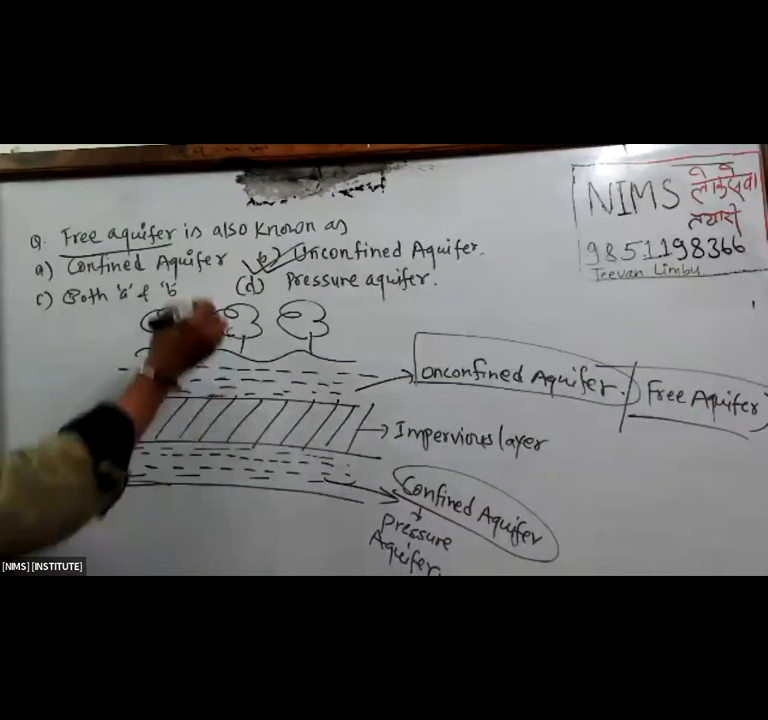 Q. Free aquifer is also known as
a) Confined Aquifer b) Unconfined Aquifer.
c) Both 'a' & 'b' (d) Pressure aquifer.
NIMS लोकसेवा
तयारी
9851198366
Jeevan Limbu
Unconfined Aquifer. / Free Aquifer
Impervious layer
Confined Aquifer
Pressure
Aquifer.
[NIMS] [INSTITUTE]